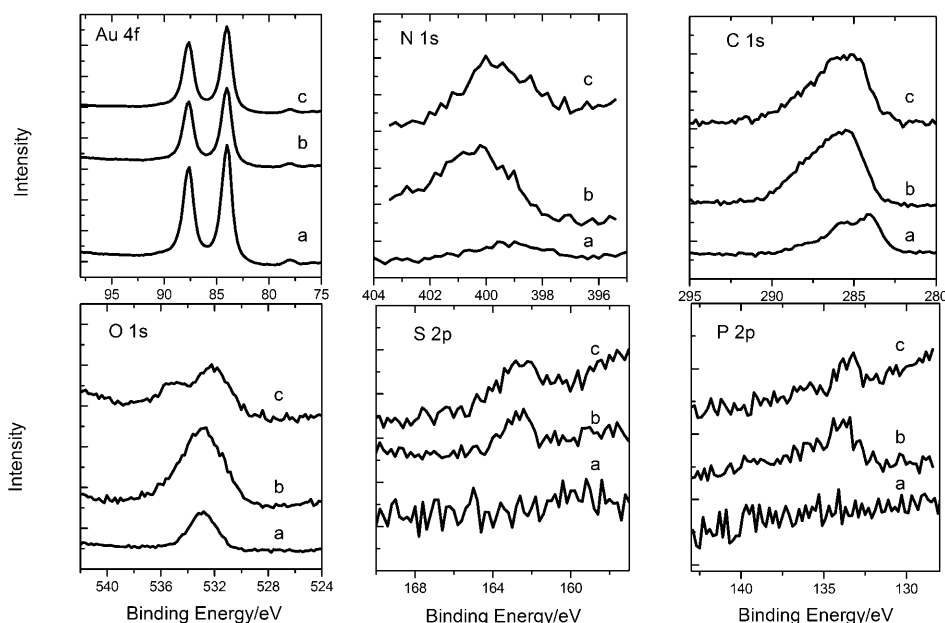 Au 4f
c
b
a
Intensity
95 90 85 80 75
N 1s
c
b
a
404 402 400 398 396
C 1s
c
b
a
295 290 285 280
O 1s
c
b
a
Intensity
540 536 532 528 524
Binding Energy/eV
S 2p
c
b
a
168 164 160
Binding Energy/eV
P 2p
c
b
a
140 135 130
Binding Energy/eV